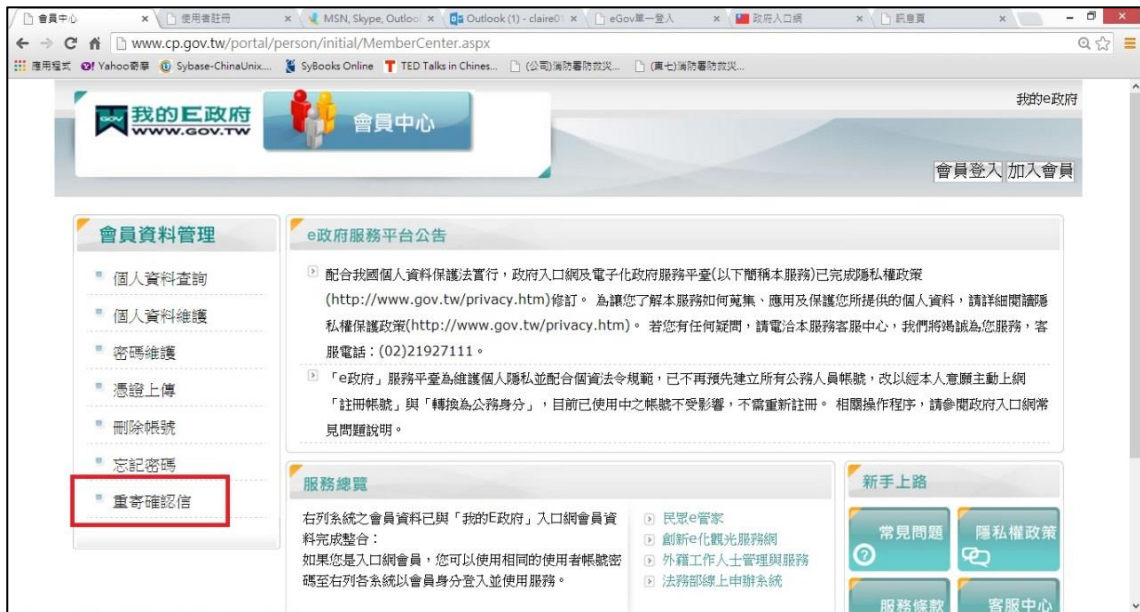 會員中心
使用者註冊
MSN, Skype, Outlool
Outlook (1) - claire01
eGov單一登入
政府人口網
訊息頁
www.cp.gov.tw/portal/person/initial/MemberCenter.aspx
應用程式
Yahoo奇摩
Sybase-ChinaUnix....
SyBooks Online
TED Talks in Chines...
(公司)消防署防救災...
(真七)消防署防救災...
我的e政府
GOV
我的E政府
WWW.GOV.TW
會員中心
會員登入 加入會員
會員資料管理
個人資料查詢
個人資料維護
密碼維護
憑證上傳
刪除帳號
忘記密碼
重寄確認信
e政府服務平台公告
配合我國個人資料保護法實行,政府入口網及電子化政府服務平臺(以下簡稱本服務)已完成隱私權政策
(http://www.gov.tw/privacy.htm)修訂。 為讓您了解本服務如何蒐集、應用及保護您所提供的個人資料,請詳細閱讀隱
私權保護政策(http://www.gov.tw/privacy.htm)。 若您有任何疑問,請電洽本服務客服中心,我們將竭誠為您服務,客
服電話:(02)21927111。
「e政府」服務平臺為維護個人隱私並配合個資法令規範,已不再預先建立所有公務人員帳號,改以經本人意願主動上網
「註冊帳號」與「轉換為公務身分」,目前已使用中之帳號不受影響,不需重新註冊。 相關操作程序,請參閱政府入口網常
見問題說明。
服務總覽
右列系統之會員資料已與「我的E政府」入口網會員資
料完成整合:
如果您是入口網會員,您可以使用相同的使用者帳號密
碼至右列各系統以會員身分登入並使用服務。
民眾e管家
創新e化觀光服務網
外籍工作人士管理與服務
法務部線上申辦系統
新手上路
常見問題
隱私權政策
服務條款
客服中心